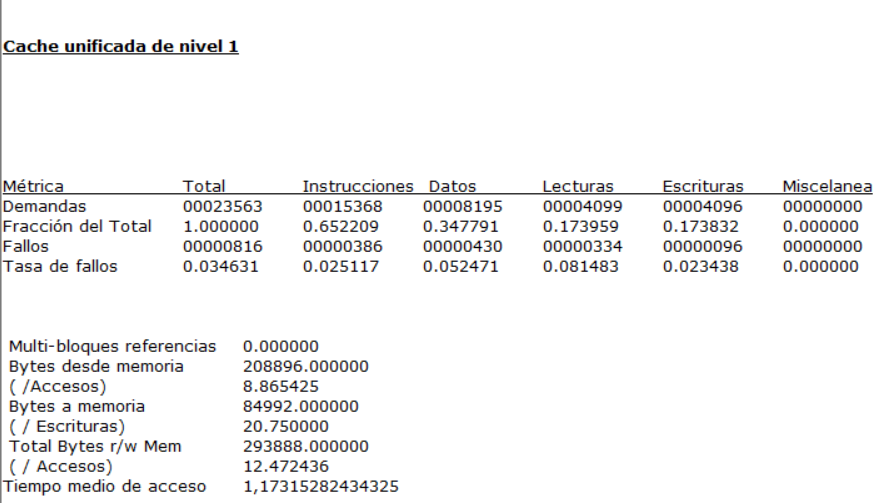 Cache unificada de nivel 1
Métrica Total Instrucciones Datos Lecturas Escrituras Miscelanea
Demandas 00023563 00015368 00008195 00004099 00004096 00000000
Fracción del Total 1.000000 0.652209 0.347791 0.173959 0.173832 0.000000
Fallos 00000816 00000386 00000430 00000334 00000096 00000000
Tasa de fallos 0.034631 0.025117 0.052471 0.081483 0.023438 0.000000
Multi-bloques referencias 0.000000
Bytes desde memoria 208896.000000
( /Accesos) 8.865425
Bytes a memoria 84992.000000
( / Escrituras) 20.750000
Total Bytes r/w Mem 293888.000000
( / Accesos) 12.472436
Tiempo medio de acceso 1,17315282434325